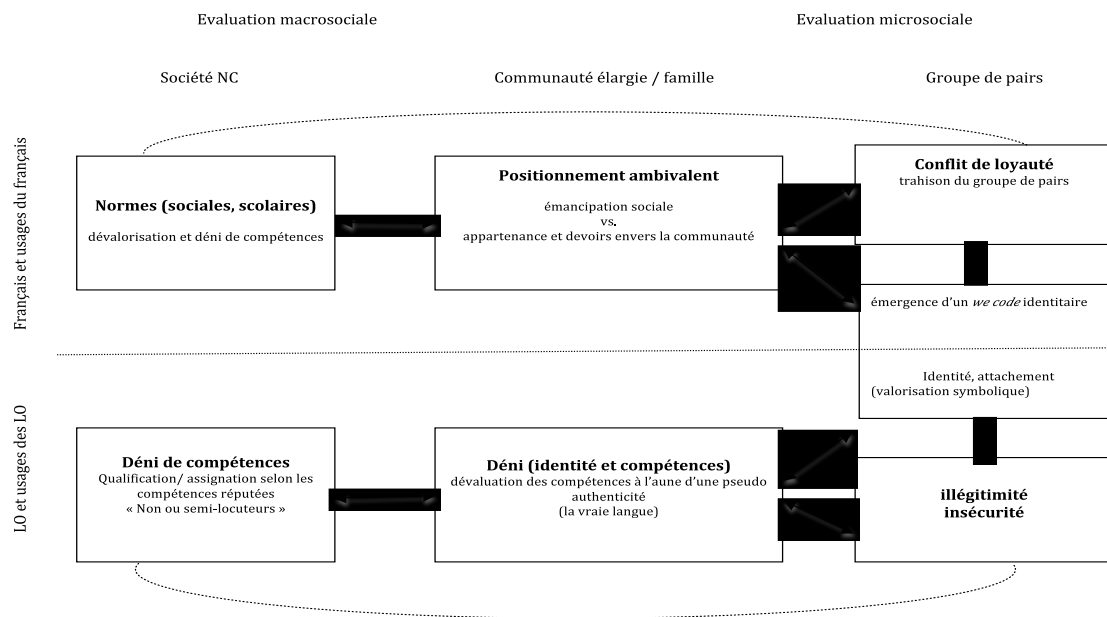 Evaluation macrosociale
Evaluation microsociale
Société NC
Communauté élargie / famille
Groupe de pairs
Français et usages du français
Normes (sociales, scolaires)
dévalorisation et déni de compétences
Positionnement ambivalent
émancipation sociale
vs.
appartenance et devoirs envers la communauté
Conflit de loyauté
trahison du groupe de pairs
émergence d'un we code identitaire
Identité, attachement
(valorisation symbolique)
LO et usages des LO
Déni de compétences
Qualification/ assignation selon les
compétences réputées
« Non ou semi-locuteurs »
Déni (identité et compétences)
dévaluation des compétences à l'aune d'une pseudo
authenticité
(la vraie langue)
illégitimité
insécurité